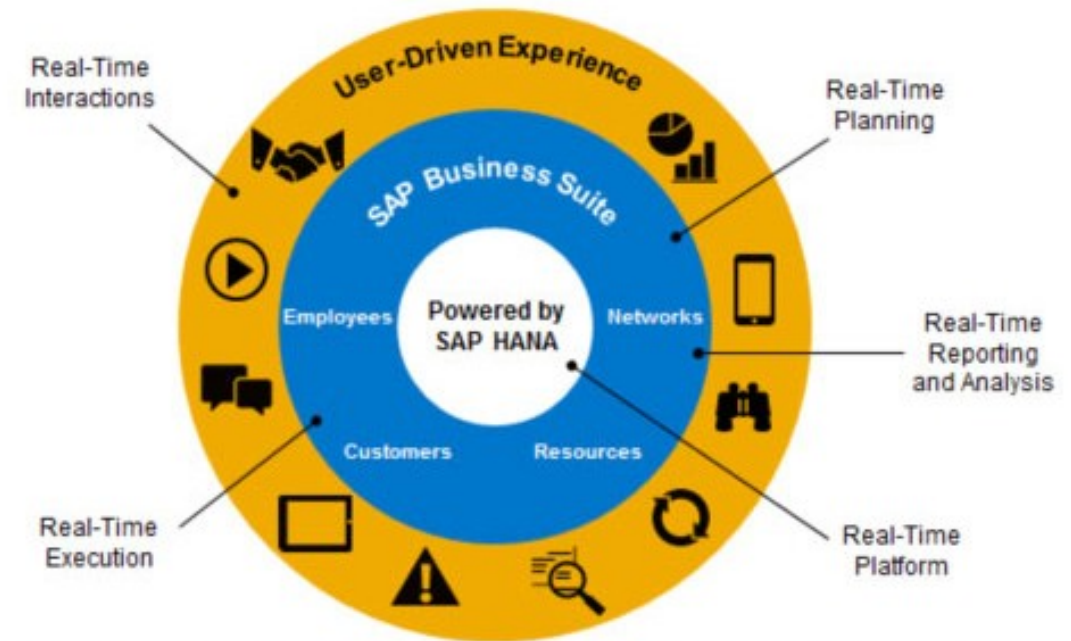 User-Driven Experience
Real-Time
Interactions
Real-Time
Planning
SAP Business Suite
Employees
Powered by
SAP HANA
Networks
Real-Time
Reporting
and Analysis
Customers
Resources
Real-Time
Execution
Real-Time
Platform